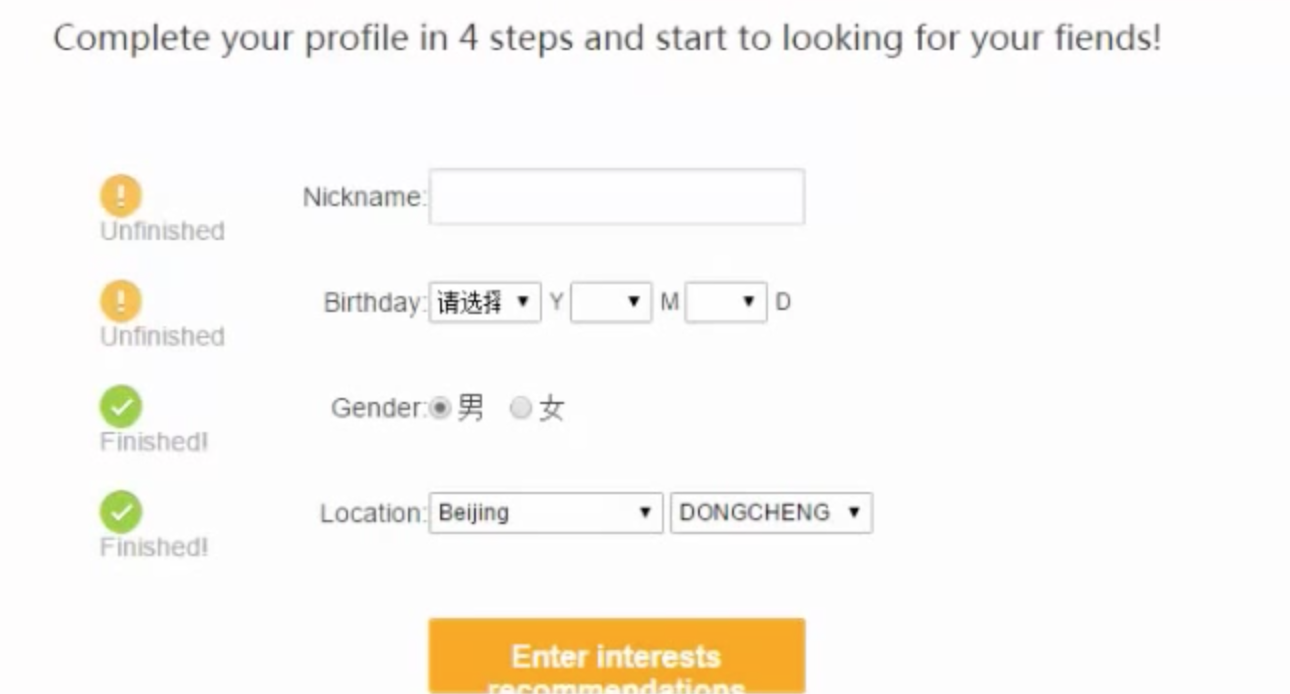 Complete your profile in 4 steps and start to looking for your fiends!
Nickname:
Unfinished
Birthday: 请选择 Y M D
Unfinished
Gender: 男 女
Finished!
Location: Beijing DONGCHENG
Finished!
Enter interests
recommendations